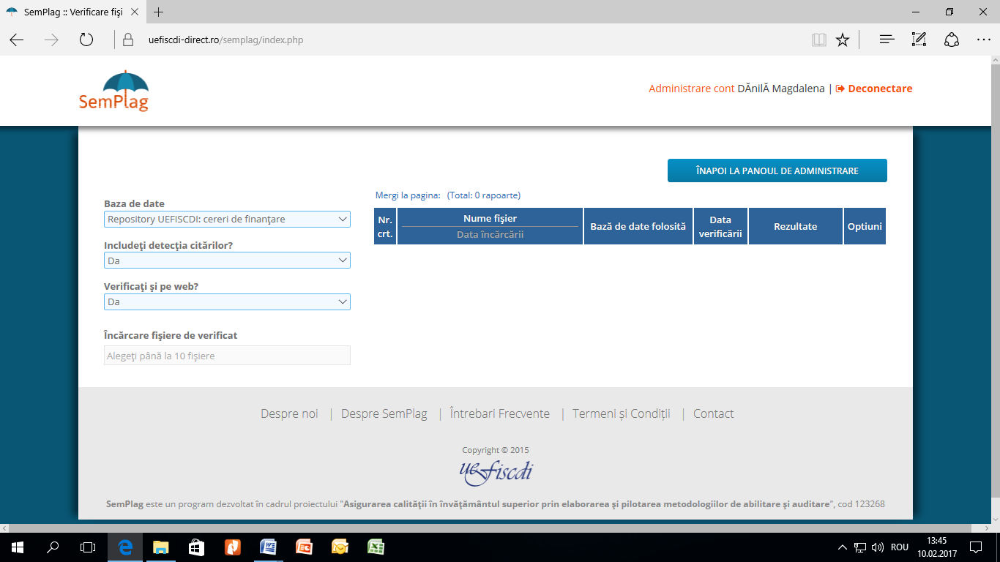 SemPlag :: Verificare fişi
uefiscdi-direct.ro/semplag/index.php
SemPlag
Administrare cont DĂnilĂ Magdalena | Deconectare
ÎNAPOI LA PANOUL DE ADMINISTRARE
Baza de date
Repository UEFISCDI: cereri de finanţare
Includeţi detecţia citărilor?
Da
Verificaţi şi pe web?
Da
Încărcare fişiere de verificat
Alegeţi până la 10 fişiere
Mergi la pagina: (Total: 0 rapoarte)
Nr. crt.
Nume fişier
Data încărcării
Bază de date folosită
Data verificării
Rezultate
Optiuni
Despre noi | Despre SemPlag | Întrebari Frecvente | Termeni și Condiții | Contact
Copyright © 2015
uefiscdi
SemPlag este un program dezvoltat în cadrul proiectului "Asigurarea calităţii în învăţământul superior prin elaborarea şi pilotarea metodologiilor de abilitare şi auditare", cod 123268
ROU
13:45
10.02.2017